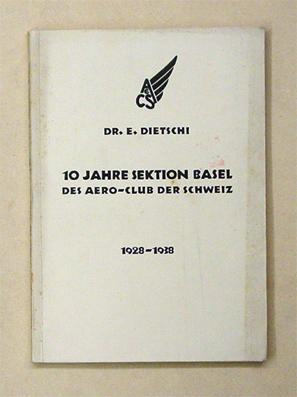 ACS
DR. E. DIETSCHI
10 JAHRE SEKTION BASEL
DES AERO-CLUB DER SCHWEIZ
1928-1938